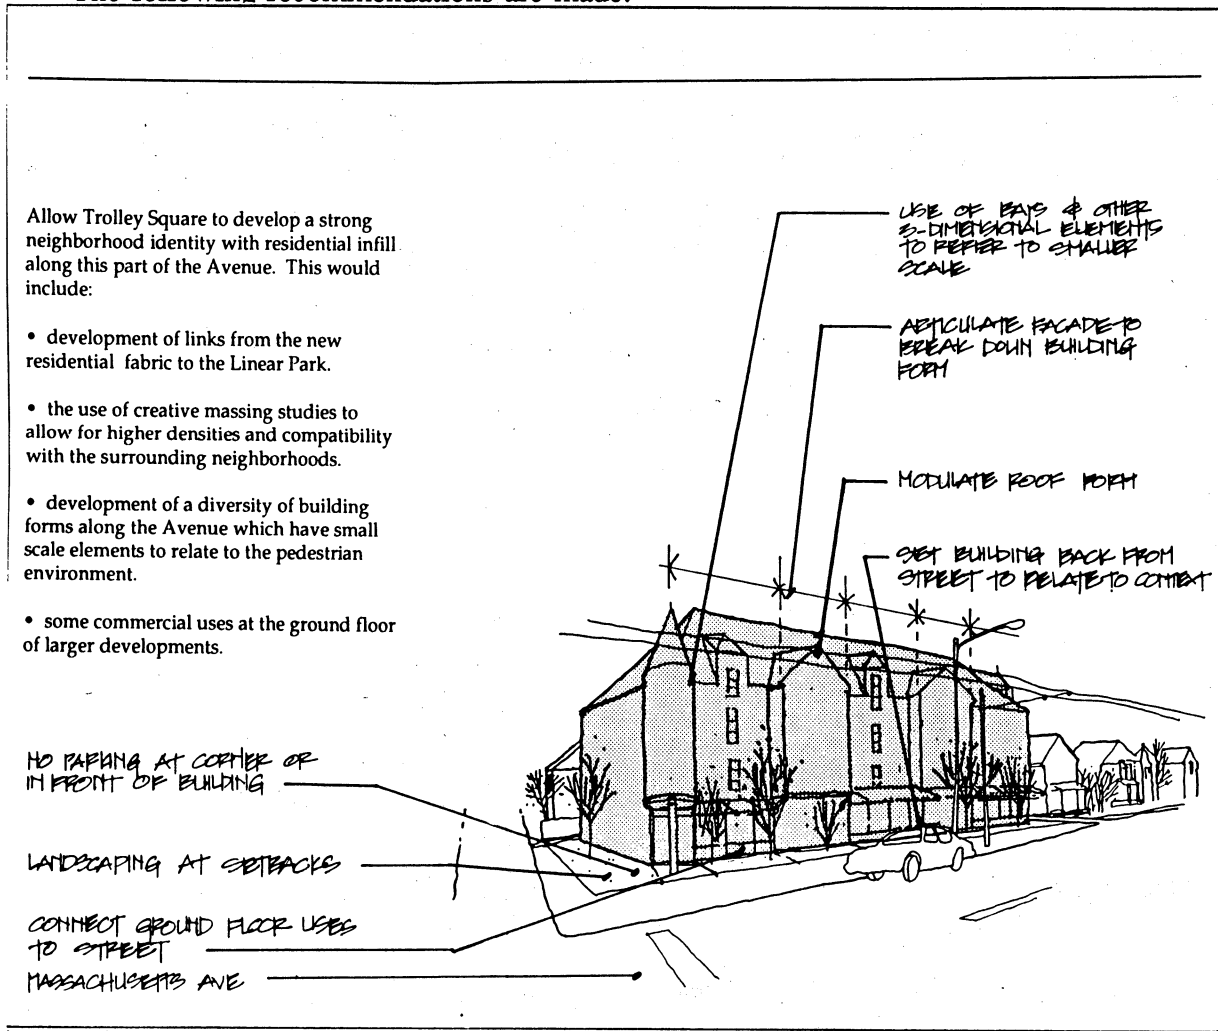 The following recommendations are made:
Allow Trolley Square to develop a strong
neighborhood identity with residential infill
along this part of the Avenue. This would
include:
• development of links from the new
residential fabric to the Linear Park.
• the use of creative massing studies to
allow for higher densities and compatibility
with the surrounding neighborhoods.
• development of a diversity of building
forms along the Avenue which have small
scale elements to relate to the pedestrian
environment.
• some commercial uses at the ground floor
of larger developments.
USE OF BAYS & OTHER
3-DIMENSIONAL ELEMENTS
TO REFER TO SMALLER
SCALE
ARTICULATE FACADE TO
BREAK DOWN BUILDING
FORM
MODULATE ROOF FORM
SET BUILDING BACK FROM
STREET TO RELATE TO CONTEXT
NO PARKING AT CORNER OR
IN FRONT OF BUILDING
LANDSCAPING AT SETBACKS
CONNECT GROUND FLOOR USES
TO STREET
MASSACHUSETTS AVE